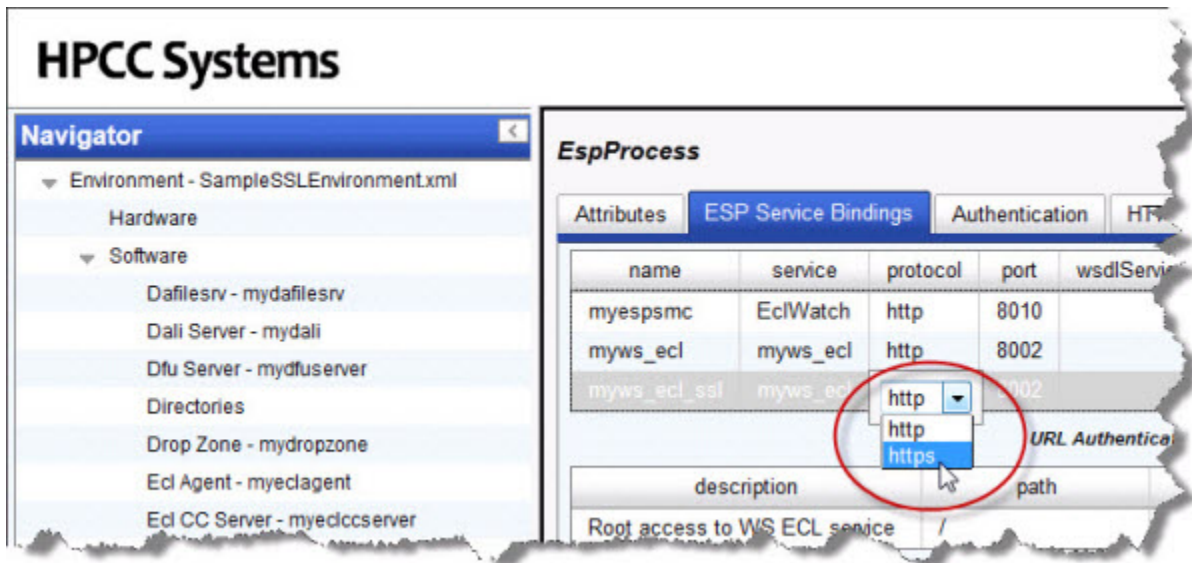 HPCC Systems
Navigator
Environment - SampleSSLEnvironment.xml
Hardware
Software
Dafilesrv - mydafilesrv
Dali Server - mydali
Dfu Server - mydfuserver
Directories
Drop Zone - mydropzone
Ecl Agent - myeclagent
Ecl CC Server - myeclccserver
EspProcess
Attributes ESP Service Bindings Authentication
name service protocol port
myespsmc EclWatch http 8010
myws_ecl myws_ecl http 8002
myws_ecl_ssl myws_ecl http
http
https
URL
description path
Root access to WS ECL service /